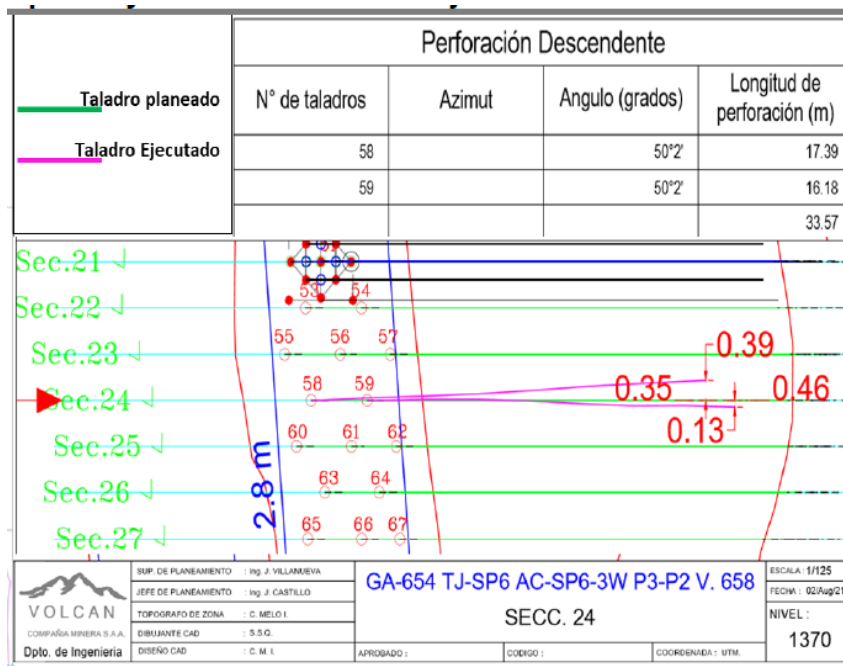 Perforación Descendente
Taladro planeado
Taladro Ejecutado
N° de taladros Azimut Angulo (grados) Longitud de perforación (m)
58 50°2' 17.39
59 50°2' 16.18
33.57
Sec.21
Sec.22 53 54
Sec.23 55 56 57
0.39
Sec.24 58 59 0.35 0.46
0.13
Sec.25 60 61 62
2.8 m
Sec.26 63 64
Sec.27 65 66 67
VOLCAN
COMPAÑIA MINERA S.A.A.
Dpto. de Ingenieria
SUP. DE PLANEAMIENTO : Ing. J. VILLANUEVA
JEFE DE PLANEAMIENTO : Ing. J. CASTILLO
TOPOGRAFO DE ZONA : C. MELO I.
DIBUJANTE CAD : S.S.Q.
DISEÑO CAD : C. M. I.
GA-654 TJ-SP6 AC-SP6-3W P3-P2 V. 658
SECC. 24
APROBADO : CODIGO : COORDENADA : UTM.
ESCALA : 1/125
FECHA : 02/Aug/21
NIVEL :
1370